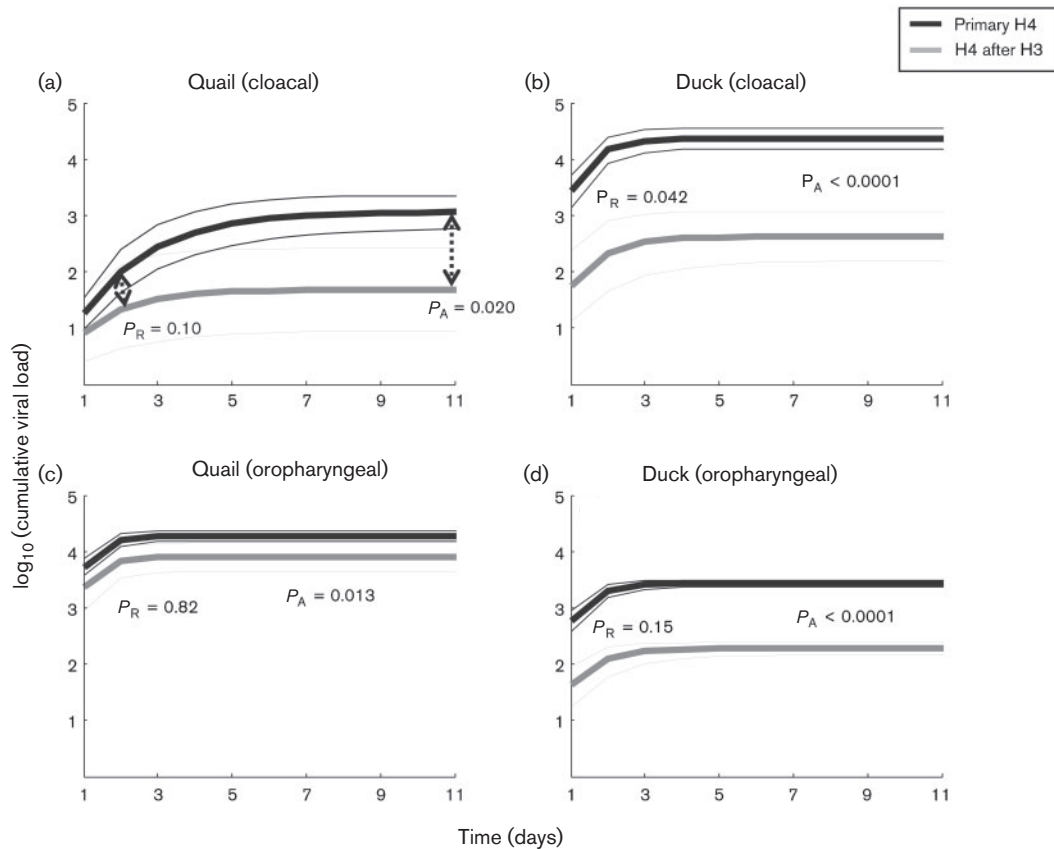 Primary H4
H4 after H3
(a)
Quail (cloacal)
5
4
3
2
1
P_R = 0.10
P_A = 0.020
1 3 5 7 9 11
(b)
Duck (cloacal)
5
4
3
2
1
P_R = 0.042
P_A < 0.0001
1 3 5 7 9 11
log10 (cumulative viral load)
(c)
Quail (oropharyngeal)
5
4
3
2
1
P_R = 0.82
P_A = 0.013
1 3 5 7 9 11
(d)
Duck (oropharyngeal)
5
4
3
2
1
P_R = 0.15
P_A < 0.0001
1 3 5 7 9 11
Time (days)